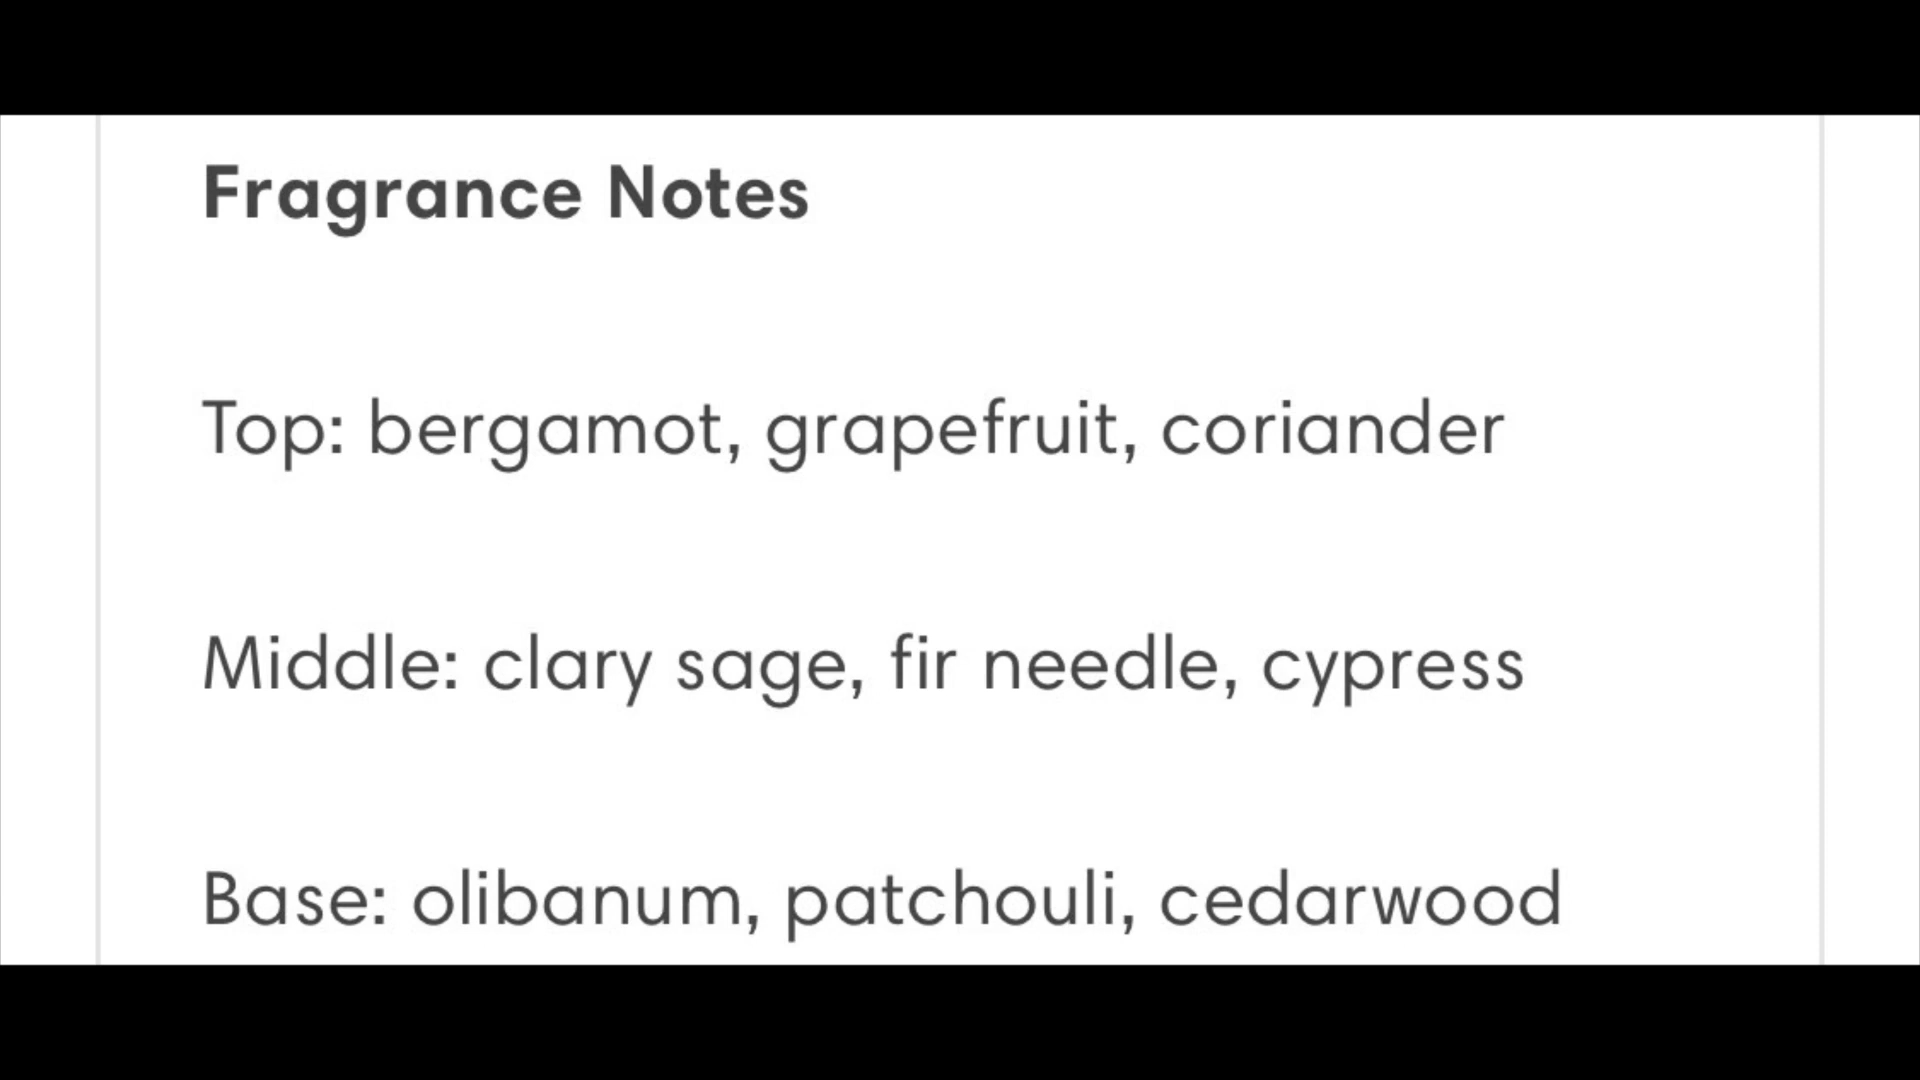 Fragrance Notes
Top: bergamot, grapefruit, coriander
Middle: clary sage, fir needle, cypress
Base: olibanum, patchouli, cedarwood